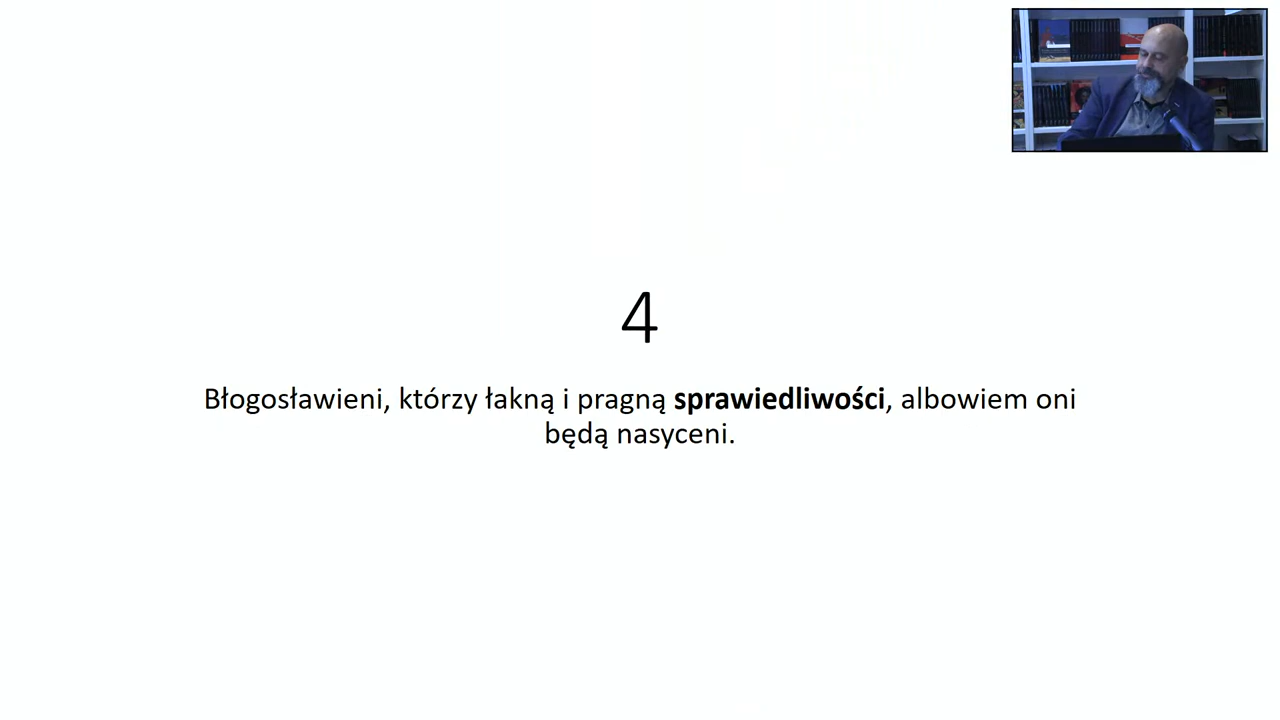 4
Błogosławieni, którzy łakną i pragną sprawiedliwości, albowiem oni
będą nasyceni.